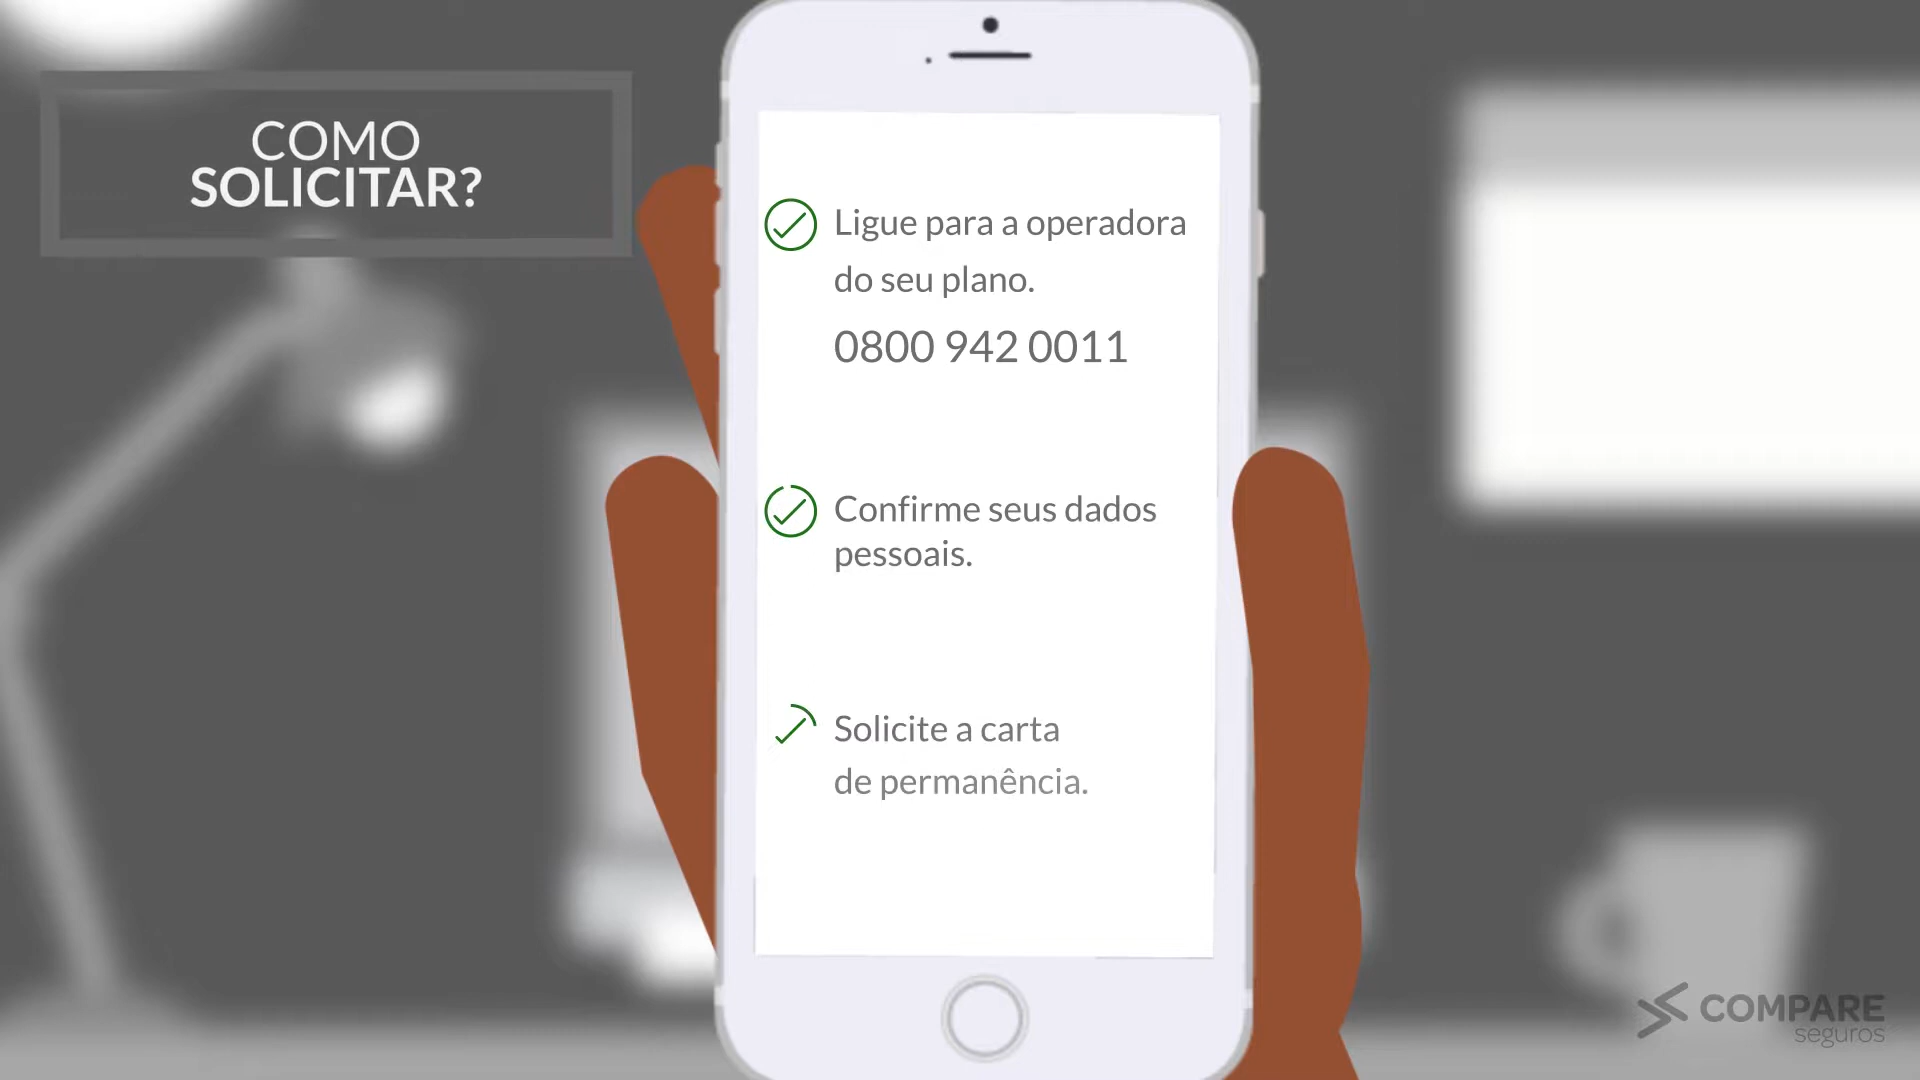 COMO
SOLICITAR?
Ligue para a operadora
do seu plano.
0800 942 0011
Confirme seus dados
pessoais.
Solicite a carta
de permanência.
COMPARE
seguros